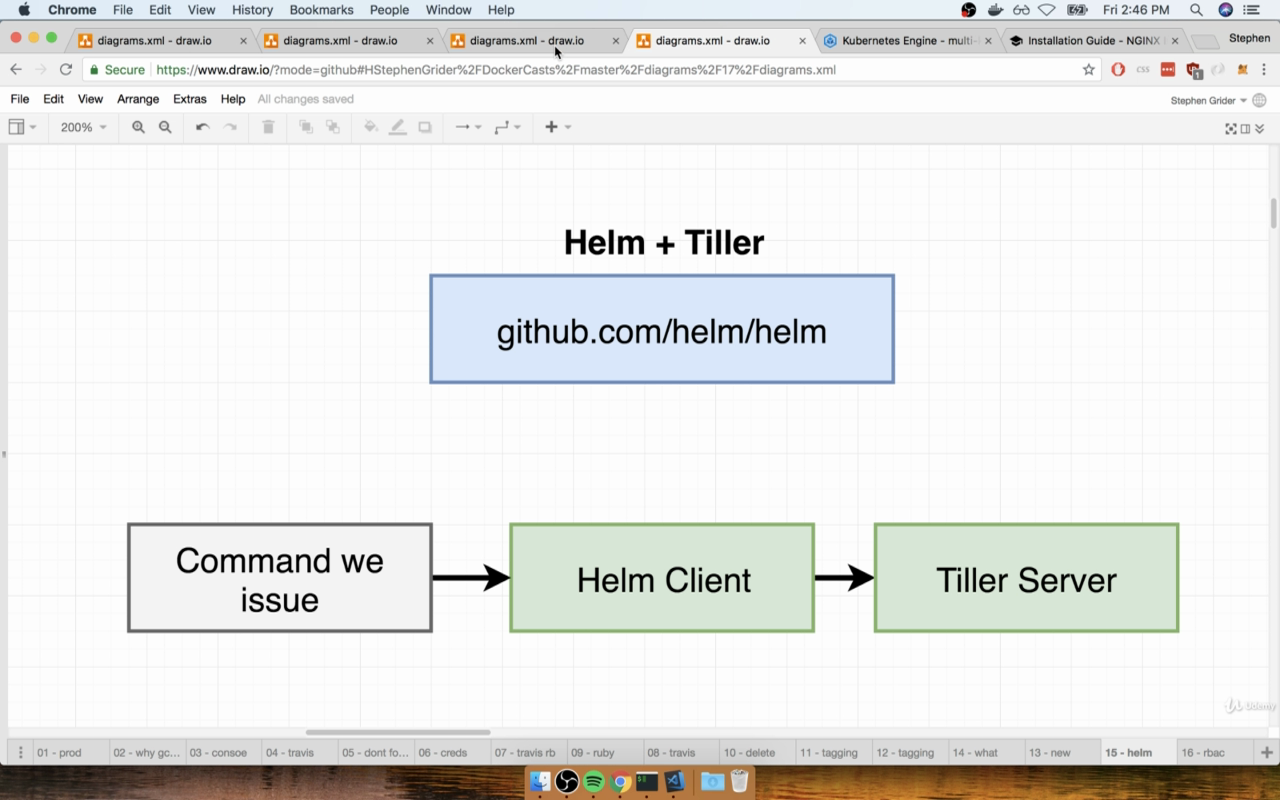 Chrome File Edit View History Bookmarks People Window Help Fri 2:46 PM
diagrams.xml - draw.io diagrams.xml - draw.io diagrams.xml - draw.io diagrams.xml - draw.io Kubernetes Engine - multi- Installation Guide - NGINX Stephen
Secure https://www.draw.io/?mode=github#HStephenGrider%2FDockerCasts%2Fmaster%2Fdiagrams%2F17%2Fdiagrams.xml css 1
File Edit View Arrange Extras Help All changes saved Stephen Grider
200%
Helm + Tiller
github.com/helm/helm
Command we
issue
Helm Client
Tiller Server
Udemy
01 - prod 02 - why gc... 03 - consoe 04 - travis 05 - dont fo... 06 - creds 07 - travis rb 09 - ruby 08 - travis 10 - delete 11 - tagging 12 - tagging 14 - what 13 - new 15 - helm 16 - rbac